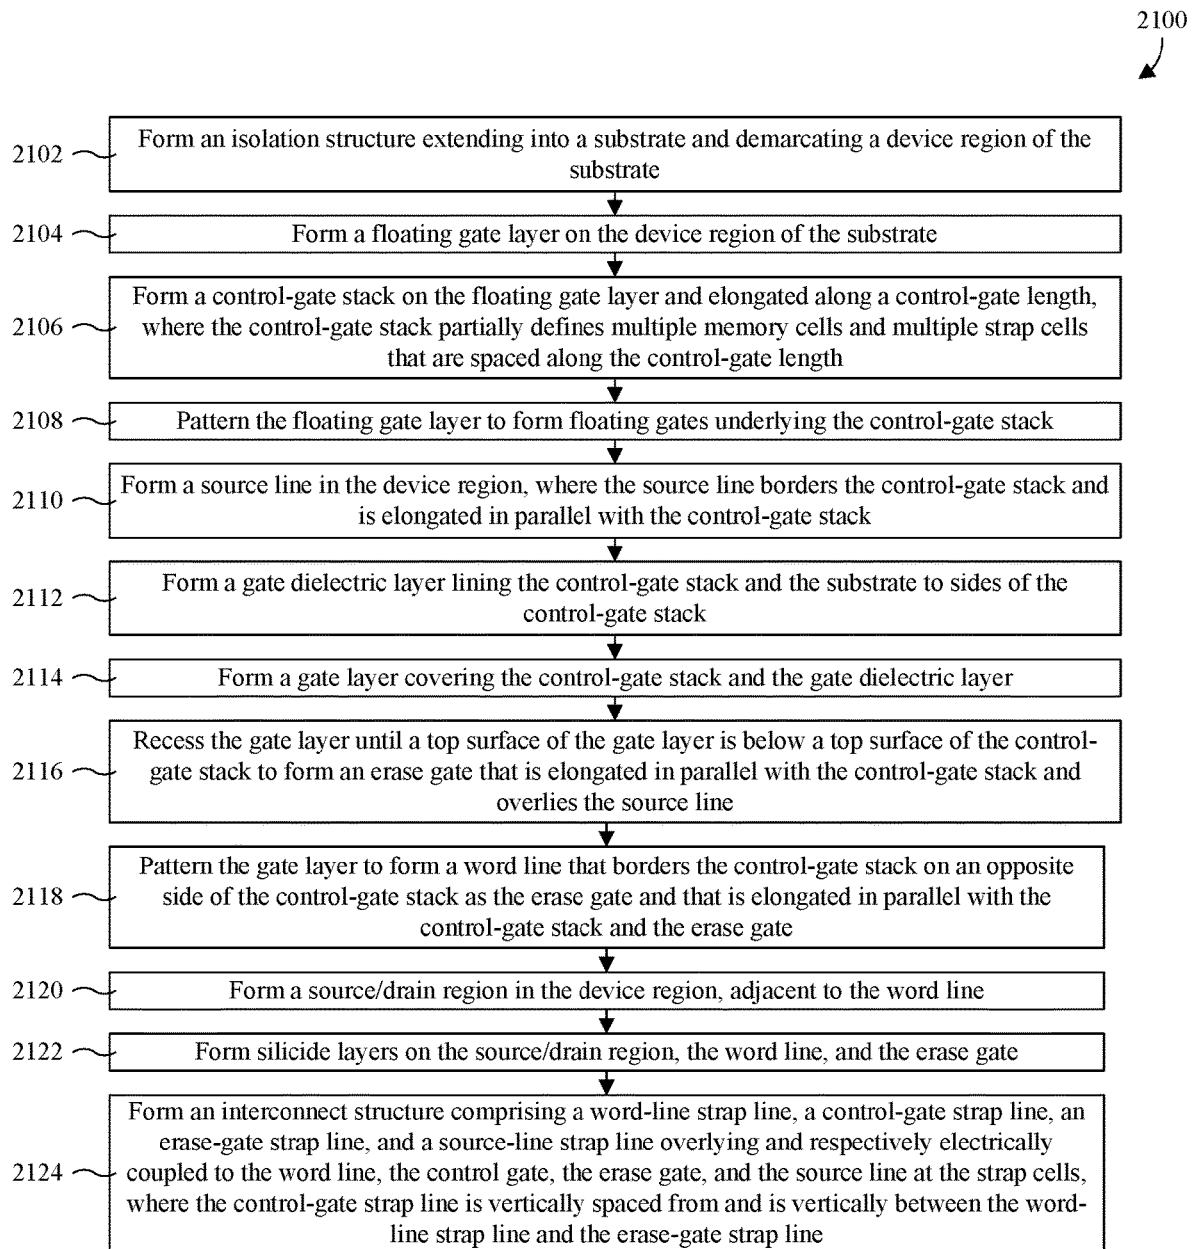 2100
2102
Form an isolation structure extending into a substrate and demarcating a device region of the
substrate
2104
Form a floating gate layer on the device region of the substrate
2106
Form a control-gate stack on the floating gate layer and elongated along a control-gate length,
where the control-gate stack partially defines multiple memory cells and multiple strap cells
that are spaced along the control-gate length
2108
Pattern the floating gate layer to form floating gates underlying the control-gate stack
2110
Form a source line in the device region, where the source line borders the control-gate stack and
is elongated in parallel with the control-gate stack
2112
Form a gate dielectric layer lining the control-gate stack and the substrate to sides of the
control-gate stack
2114
Form a gate layer covering the control-gate stack and the gate dielectric layer
2116
Recess the gate layer until a top surface of the gate layer is below a top surface of the control-
gate stack to form an erase gate that is elongated in parallel with the control-gate stack and
overlies the source line
2118
Pattern the gate layer to form a word line that borders the control-gate stack on an opposite
side of the control-gate stack as the erase gate and that is elongated in parallel with the
control-gate stack and the erase gate
2120
Form a source/drain region in the device region, adjacent to the word line
2122
Form silicide layers on the source/drain region, the word line, and the erase gate
2124
Form an interconnect structure comprising a word-line strap line, a control-gate strap line, an
erase-gate strap line, and a source-line strap line overlying and respectively electrically
coupled to the word line, the control gate, the erase gate, and the source line at the strap cells,
where the control-gate strap line is vertically spaced from and is vertically between the word-
line strap line and the erase-gate strap line